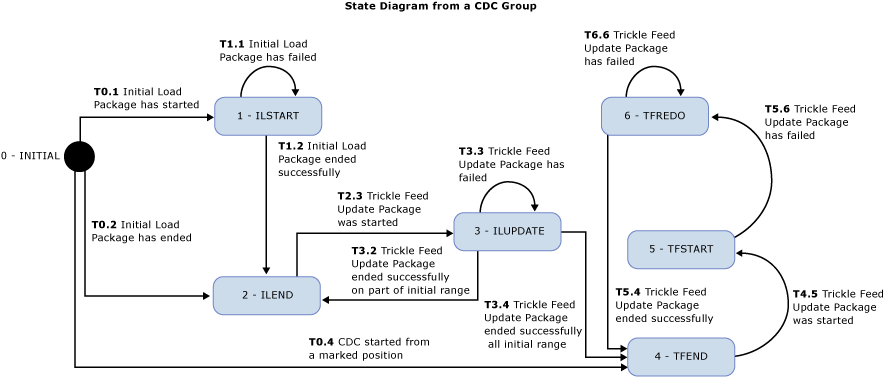 State Diagram from a CDC Group
T1.1 Initial Load
Package has failed
T0.1 Initial Load
Package has started
1 - ILSTART
0 - INITIAL
T1.2 Initial Load
Package ended
successfully
T0.2 Initial Load
Package has ended
2 - ILEND
T2.3 Trickle Feed
Update Package
was started
T3.3 Trickle Feed
Update Package has
failed
3 - ILUPDATE
T3.2 Trickle Feed
Update Package
ended successfully
on part of initial range
T3.4 Trickle Feed
Update Package
ended successfully
all initial range
T0.4 CDC started from
a marked position
T6.6 Trickle Feed
Update Package
has failed
6 - TFREDO
T5.6 Trickle Feed
Update Package
has failed
5 - TFSTART
T5.4 Trickle Feed
Update Package
ended successfully
T4.5 Trickle Feed
Update Package
was started
4 - TFEND